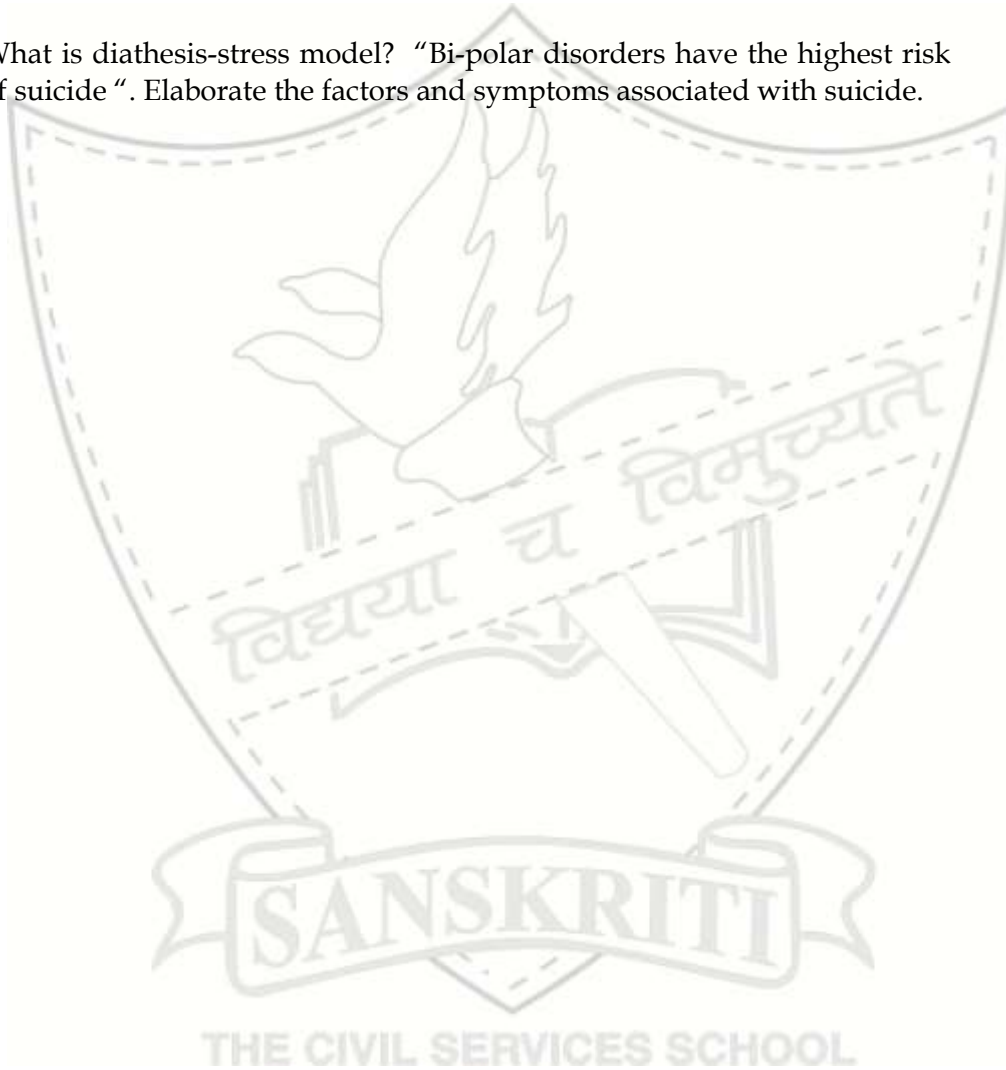 What is diathesis-stress model? “Bi-polar disorders have the highest risk
of suicide “. Elaborate the factors and symptoms associated with suicide.
विद्यया च विमुच्यते
SANSKRITI
THE CIVIL SERVICES SCHOOL